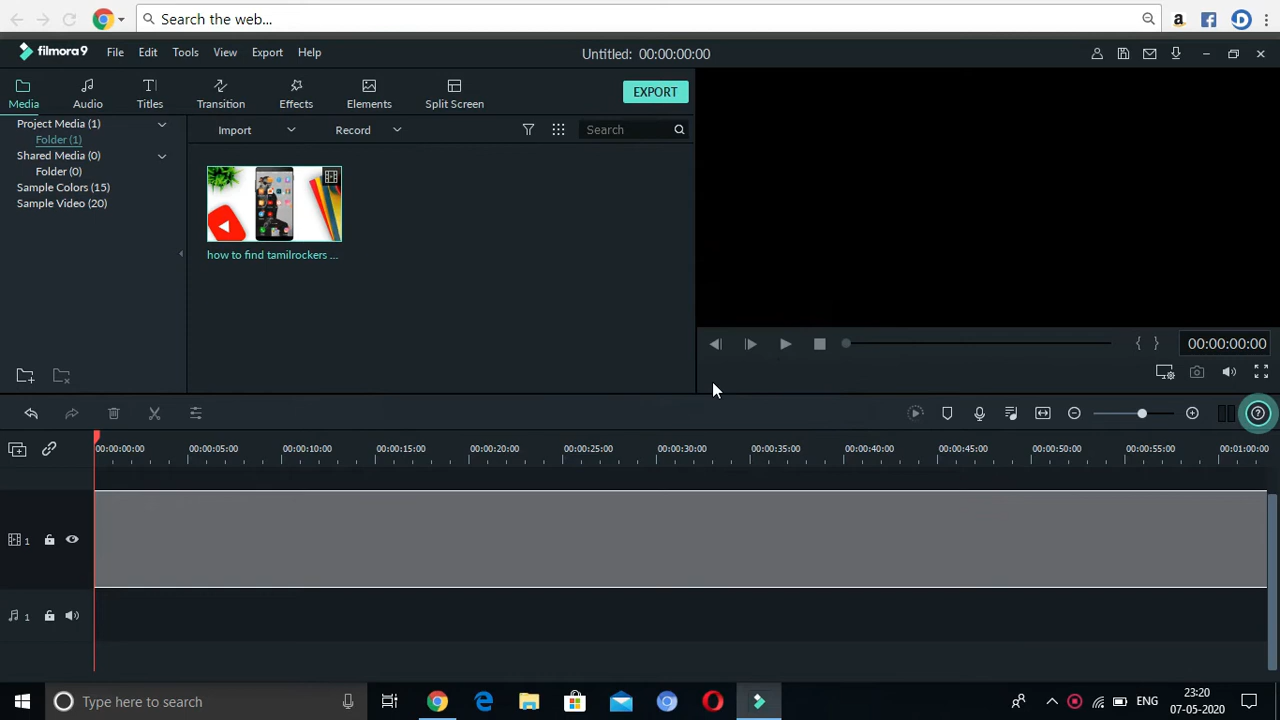 Search the web...
filmora9 File Edit Tools View Export Help Untitled: 00:00:00:00
Media Audio Titles Transition Effects Elements Split Screen EXPORT
Project Media (1)
Folder (1)
Shared Media (0)
Folder (0)
Sample Colors (15)
Sample Video (20)
Import Record Search
how to find tamilrockers ...
00:00:00:00
00:00:00:00 00:00:05:00 00:00:10:00 00:00:15:00 00:00:20:00 00:00:25:00 00:00:30:00 00:00:35:00 00:00:40:00 00:00:45:00 00:00:50:00 00:00:55:00 00:01:00:00
1
1
Type here to search ENG 23:20
07-05-2020